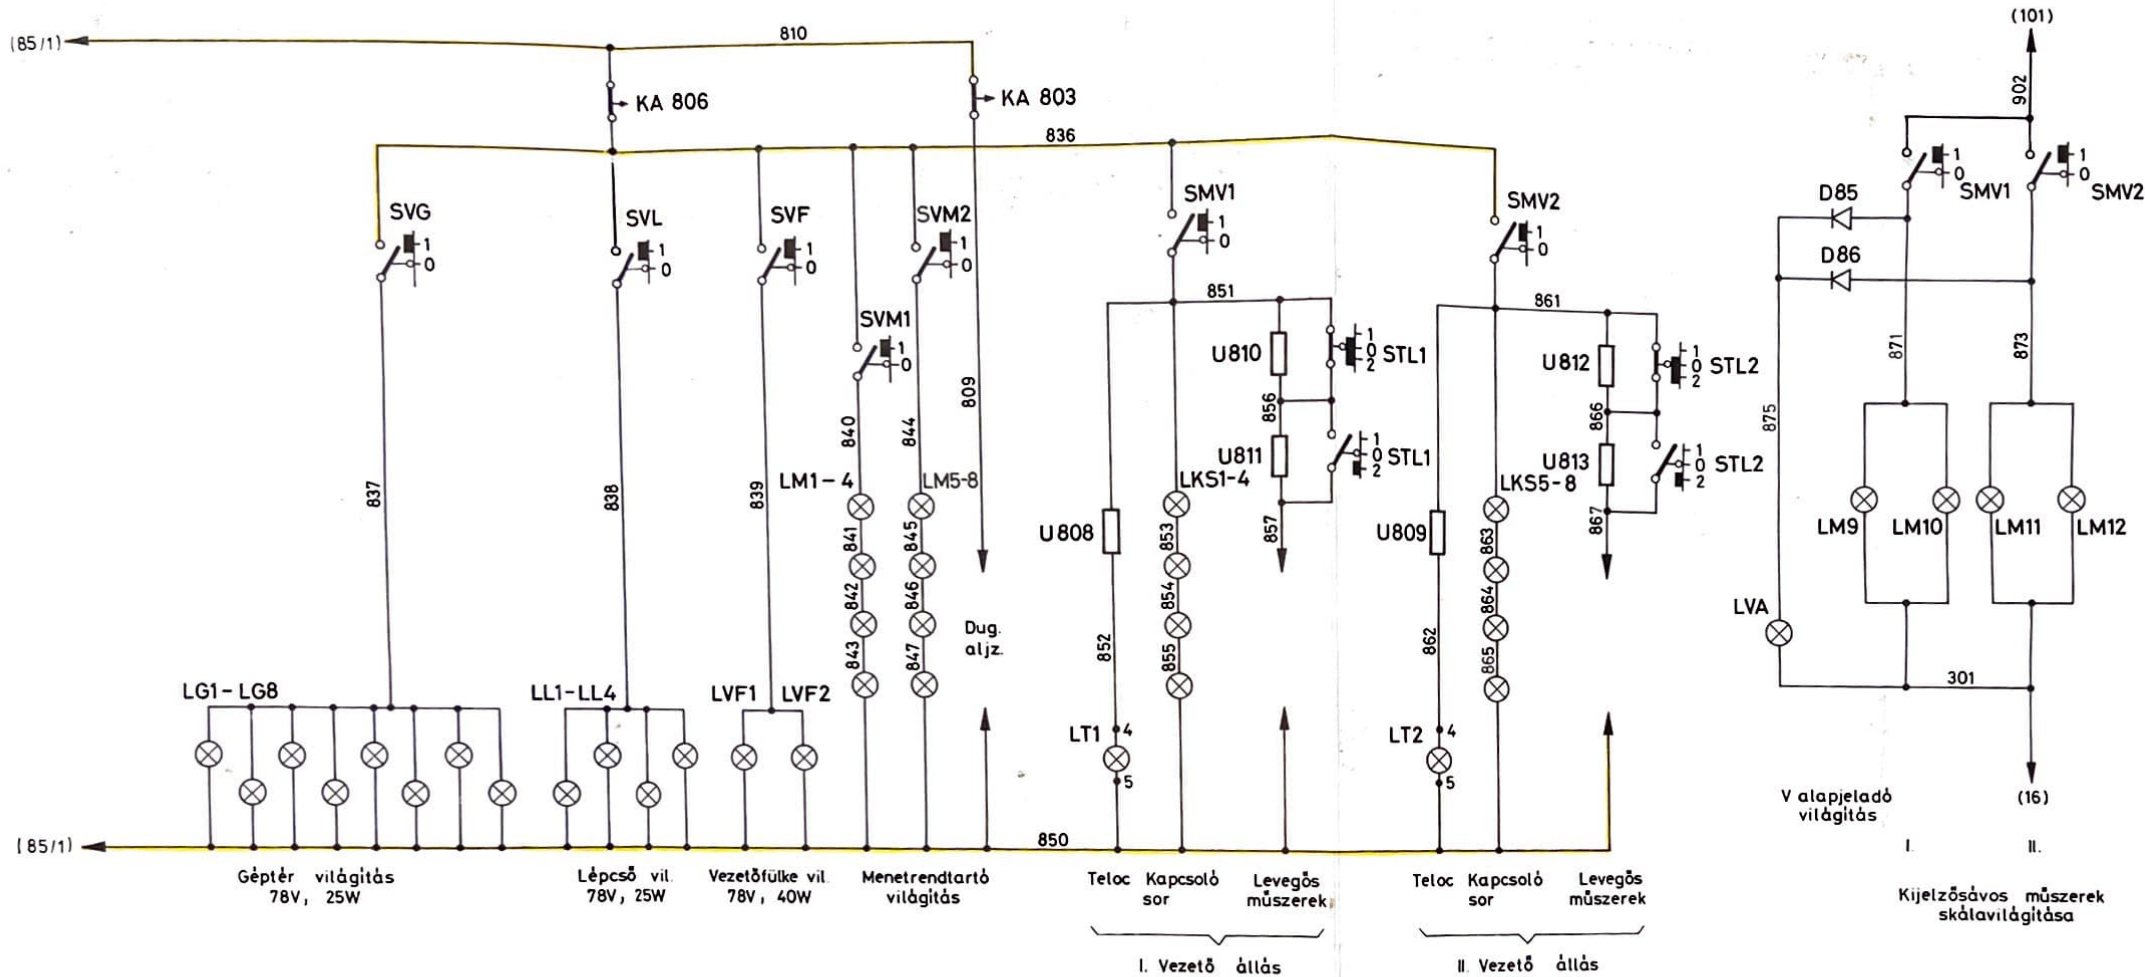 (101)
(85/1)
810
902
KA 806
KA 803
836
1
0
SMV1
1
0
SMV2
D85
SVG
1
0
SVL
1
0
SVF
1
0
SVM2
1
0
SMV1
1
0
SMV2
1
0
D86
851
861
SVM1
1
0
U810
1
0
2
STL1
U812
1
0
2
STL2
871
873
809
856
866
875
840
844
U811
1
0
2
STL1
U813
1
0
2
STL2
LM1-4
LM5-8
LKS1-4
LKS5-8
837
838
839
U808
857
U809
867
LM9
LM10
LM11
LM12
841
845
853
863
842
846
854
864
843
847
855
865
852
862
Dug.
aljz.
LVA
301
LG1-LG8
LL1-LL4
LVF1
LVF2
LT1
4
5
LT2
4
5
(85/1)
850
V alapjeladó
világítás
(16)
I.
II.
Géptér világítás
78V, 25W
Lépcső vil.
78V, 25W
Vezetőfülke vil.
78V, 40W
Menetrendtartó
világítás
Teloc Kapcsoló
sor
Levegős
műszerek
Teloc Kapcsoló
sor
Levegős
műszerek
Kijelzősávos műszerek
skálavilágítása
I. Vezető állás
II. Vezető állás